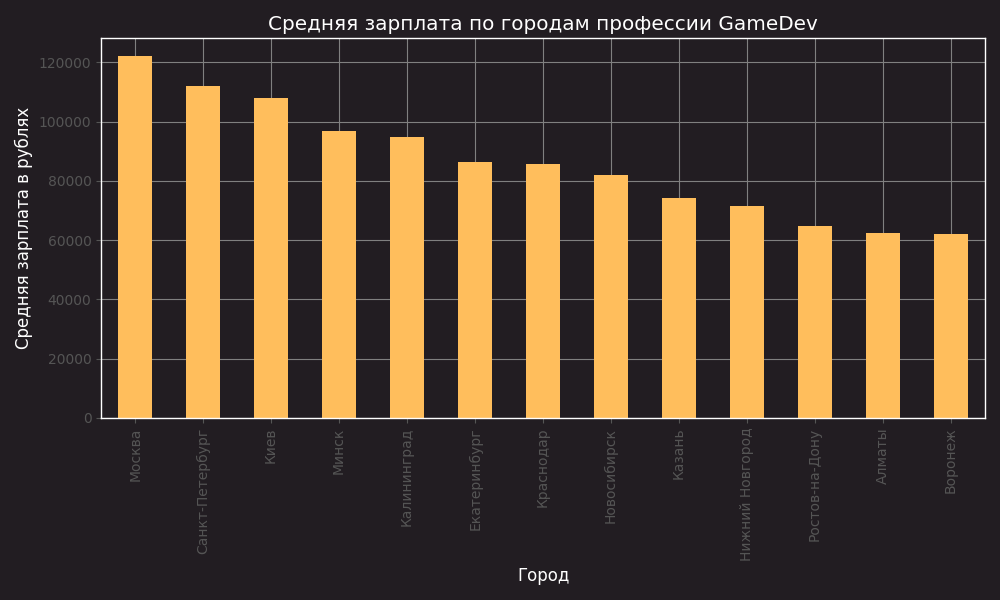 Средняя зарплата по городам профессии GameDev
Средняя зарплата в рублях
120000
100000
80000
60000
40000
20000
0
Москва
Санкт-Петербург
Киев
Минск
Калининград
Екатеринбург
Краснодар
Новосибирск
Казань
Нижний Новгород
Ростов-на-Дону
Алматы
Воронеж
Город